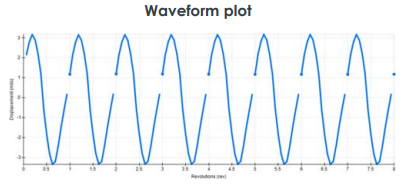 Waveform plot
3
2
1
0
-1
-2
-3
Displacement (mils)
0 0.5 1 1.5 2 2.5 3 3.5 4 4.5 5 5.5 6 6.5 7 7.5 8
Revolutions (rev)